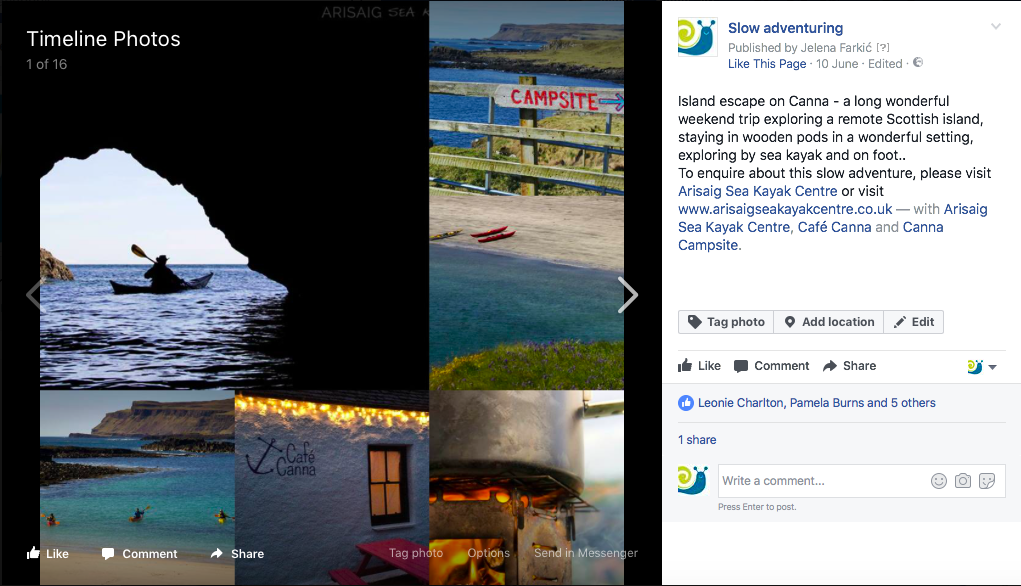 ARISAIG SEA
Timeline Photos
1 of 16
CAMPSITE
Café
Canna
Like
Comment
Share
Tag photo
Options
Send in Messenger
Slow adventuring
Published by Jelena Farkić [?]
Like This Page · 10 June · Edited ·
Island escape on Canna - a long wonderful
weekend trip exploring a remote Scottish island,
staying in wooden pods in a wonderful setting,
exploring by sea kayak and on foot..
To enquire about this slow adventure, please visit
Arisaig Sea Kayak Centre or visit
www.arisaigseakayakcentre.co.uk — with Arisaig
Sea Kayak Centre, Café Canna and Canna
Campsite.
Tag photo
Add location
Edit
Like
Comment
Share
Leonie Charlton, Pamela Burns and 5 others
1 share
Write a comment...
Press Enter to post.